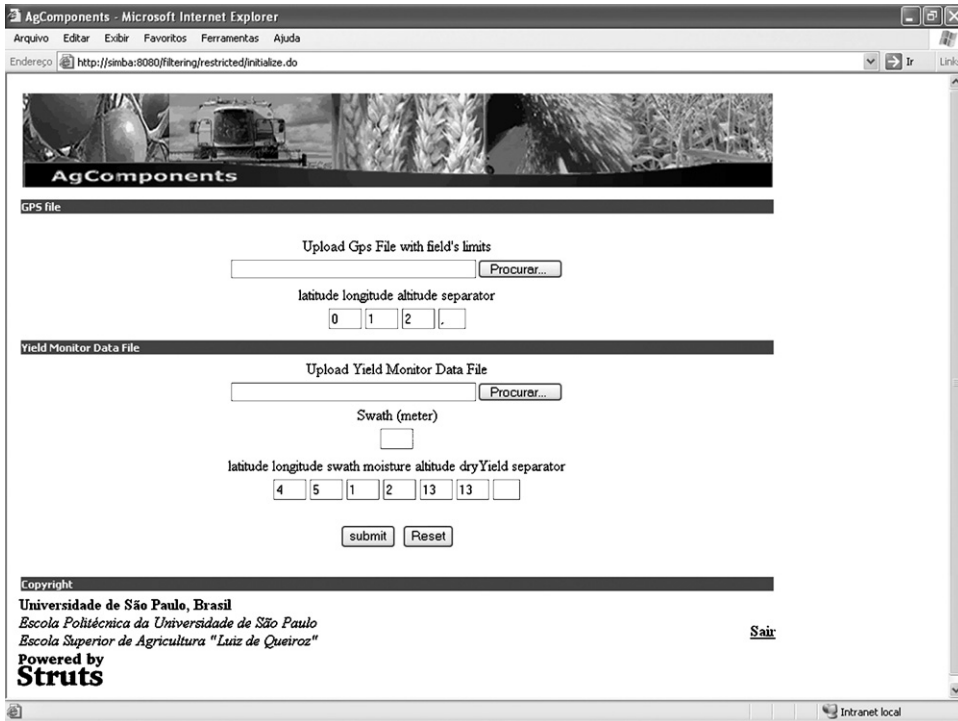 AgComponents - Microsoft Internet Explorer
Arquivo Editar Exibir Favoritos Ferramentas Ajuda
Endereço http://simba:8080/filtering/restricted/initialize.do Ir Link
AgComponents
GPS file
Upload Gps File with field's limits
Procurar...
latitude longitude altitude separator
0 1 2 ,
Yield Monitor Data File
Upload Yield Monitor Data File
Procurar...
Swath (meter)
latitude longitude swath moisture altitude dryYield separator
4 5 1 2 13 13
submit Reset
Copyright
Universidade de São Paulo, Brasil
Escola Politécnica da Universidade de São Paulo
Escola Superior de Agricultura "Luiz de Queiroz"
Sair
Powered by
Struts
Intranet local